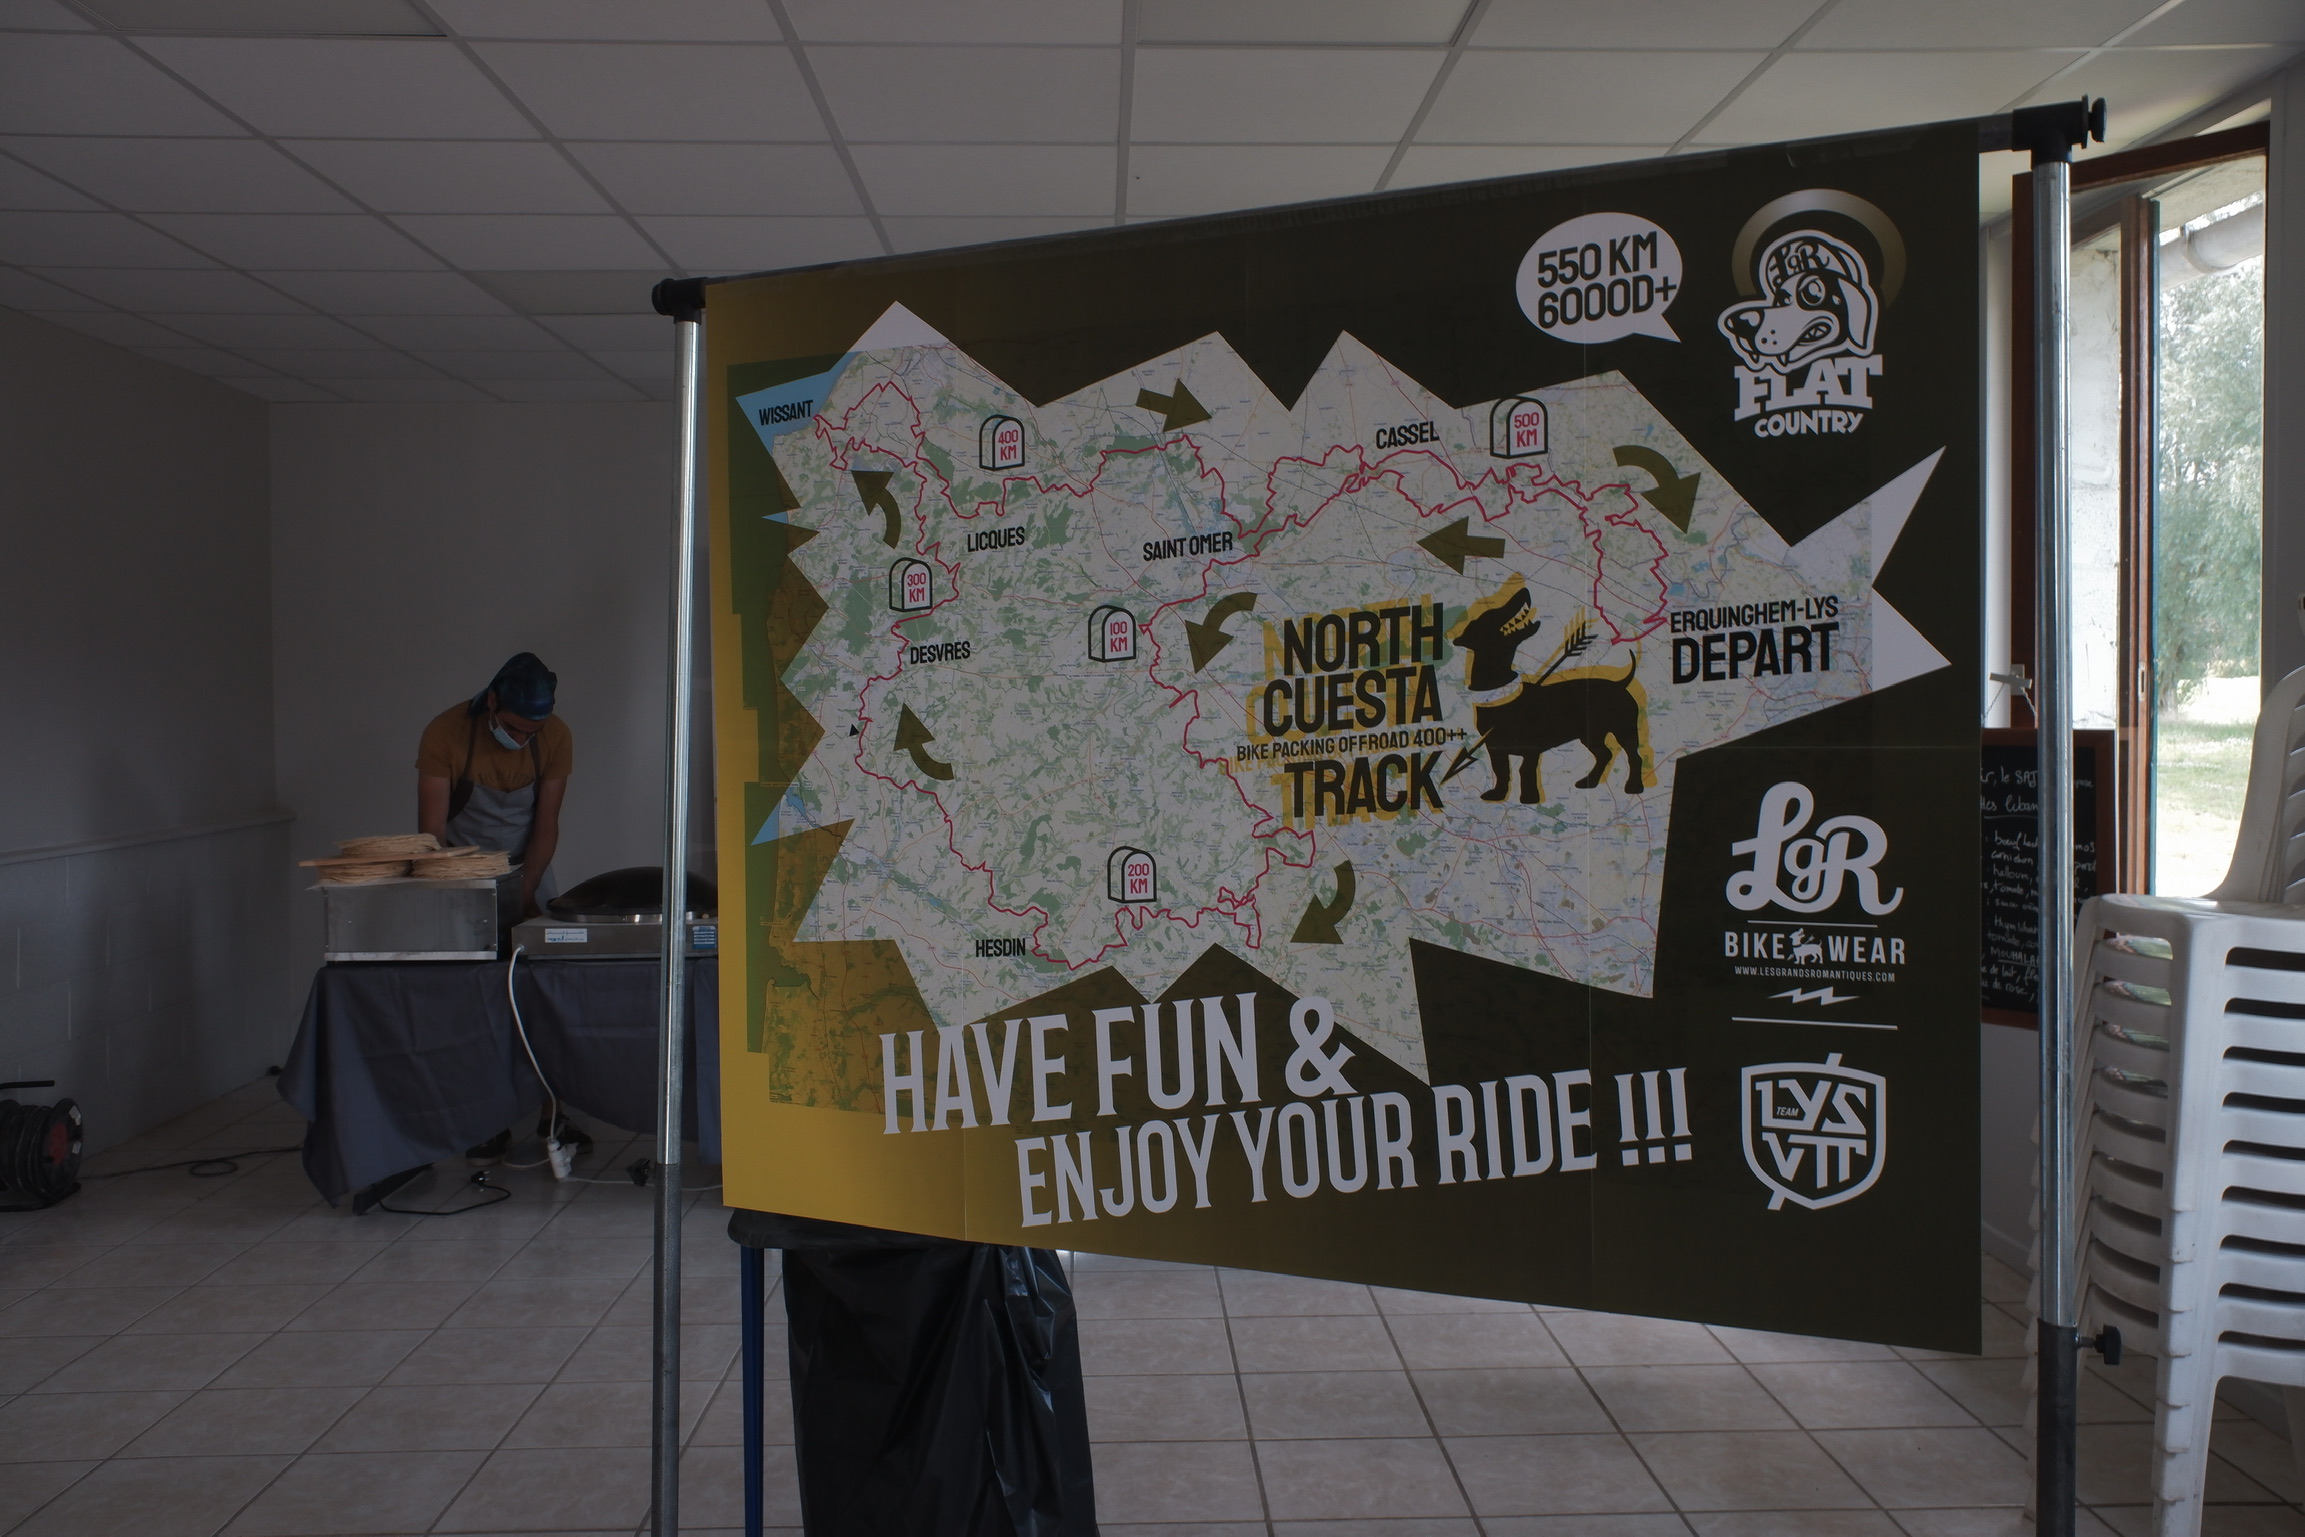 550 KM
6000D+
LGR
FLAT
COUNTRY
WISSANT
400
KM
CASSEL
500
KM
LICQUES
SAINT OMER
300
KM
100
KM
DESVRES
ERQUINGHEM-LYS
DEPART
NORTH
CUESTA
BIKE PACKING OFFROAD 400++
TRACK
200
KM
HESDIN
HAVE FUN &
ENJOY YOUR RIDE !!!
LgR
BIKE WEAR
WWW.LESGRANDSROMANTIQUES.COM
LYS
TEAM
VTT